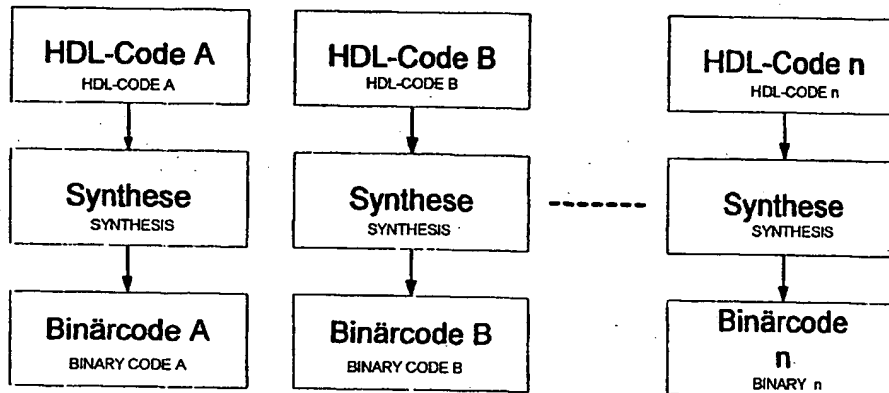 HDL-Code A
HDL-CODE A
HDL-Code B
HDL-CODE B
HDL-Code n
HDL-CODE n
Synthese
SYNTHESIS
Synthese
SYNTHESIS
Synthese
SYNTHESIS
Binärcode A
BINARY CODE A
Binärcode B
BINARY CODE B
Binärcode
n
BINARY n